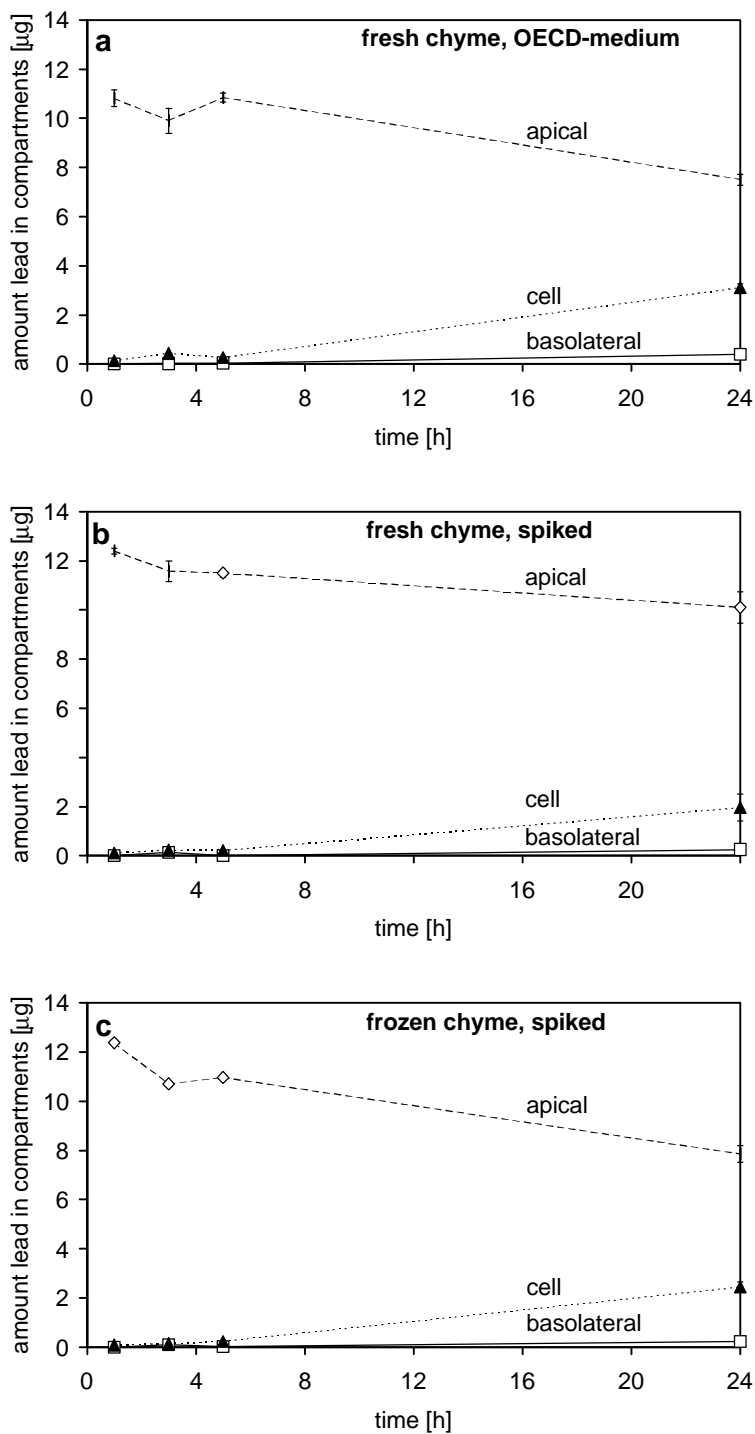 amount lead in compartments [µg]
14
12
10
8
6
4
2
0
a
fresh chyme, OECD-medium
apical
cell
basolateral
0 4 8 12 16 20 24
time [h]
amount lead in compartments [µg]
14
12
10
8
6
2
0
b
fresh chyme, spiked
apical
cell
basolateral
4 8 12 16 20 24
time [h]
amount lead in compartments [µg]
14
12
10
8
6
4
2
0
c
frozen chyme, spiked
apical
cell
basolateral
0 4 8 12 16 20 24
time [h]